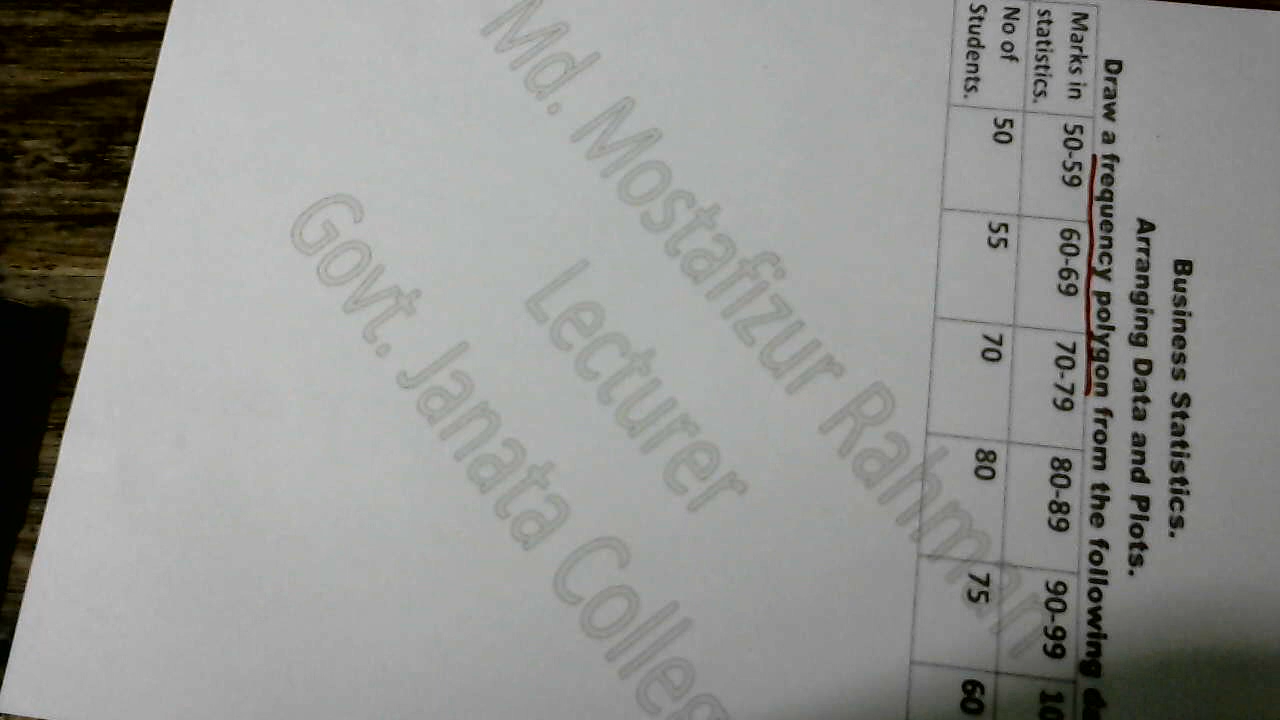 Business Statistics.
Arranging Data and Plots.
Draw a frequency polygon from the following
Marks in statistics. 50-59 60-69 70-79 80-89 90-99
No of Students. 50 55 70 80 75 60
Md. Mostafizur Rahman
Lecturer
Govt. Janata